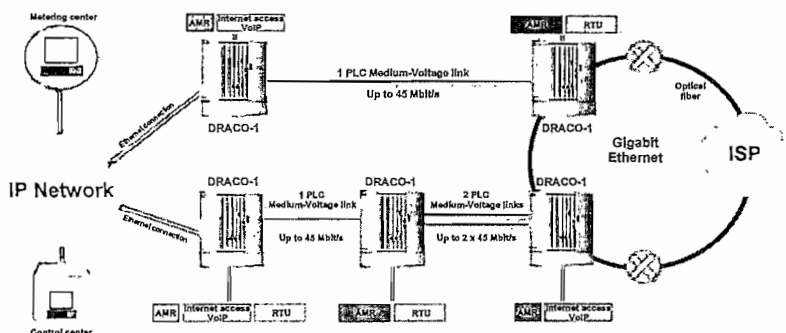 Metering center
AMR
Internet access
VoIP
AMR
RTU
1 PLC Medium-Voltage link
Up to 45 Mbit/s
Optical
fiber
Ethernet connection
DRACO-1
DRACO-1
Gigabit
Ethernet
ISP
IP Network
DRACO-1
DRACO-1
DRACO-1
1 PLC
Medium-Voltage link
2 PLC
Medium-Voltage links
Ethernet connection
Up to 45 Mbit/s
Up to 2 x 45 Mbit/s
AMR
Internet access
VoIP
RTU
AMR
RTU
AMR
Internet access
VoIP
Control center